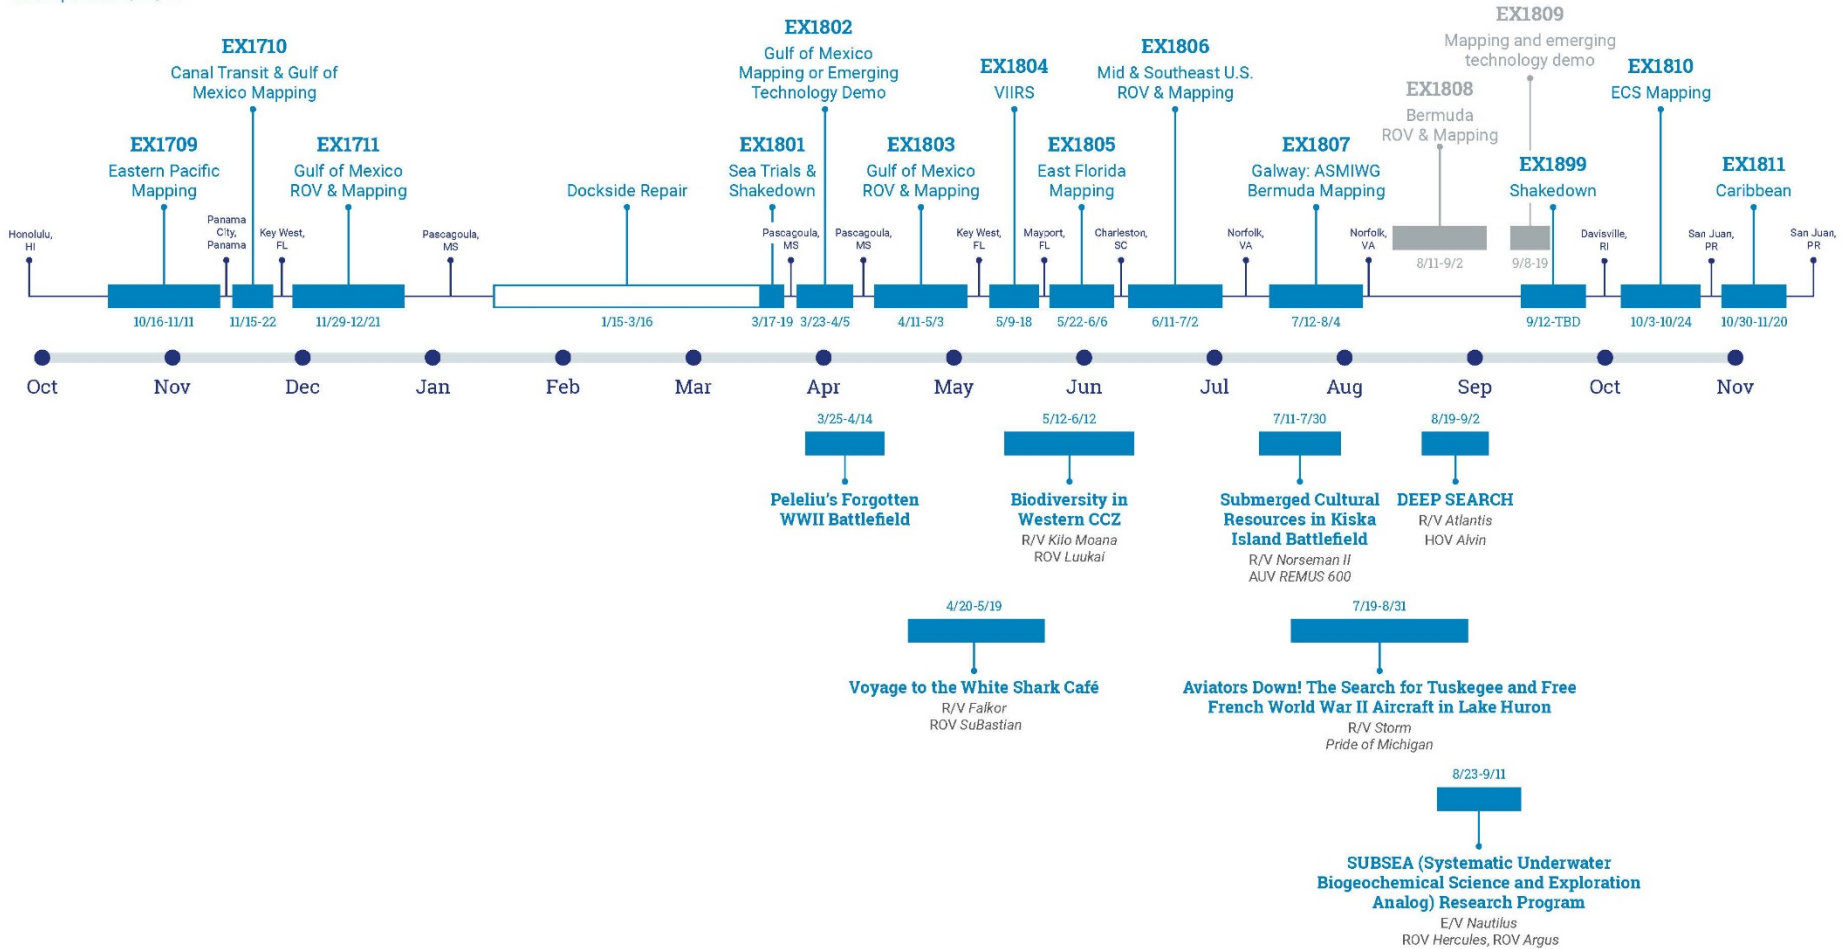 EX1709
Eastern Pacific
Mapping
EX1710
Canal Transit & Gulf of
Mexico Mapping
EX1711
Gulf of Mexico
ROV & Mapping
Dockside Repair
EX1801
Sea Trials &
Shakedown
EX1802
Gulf of Mexico
Mapping or Emerging
Technology Demo
EX1803
Gulf of Mexico
ROV & Mapping
EX1804
VIIRS
EX1805
East Florida
Mapping
EX1806
Mid & Southeast U.S.
ROV & Mapping
EX1807
Galway: ASMIWG
Bermuda Mapping
EX1808
Bermuda
ROV & Mapping
EX1809
Mapping and emerging
technology demo
EX1899
Shakedown
EX1810
ECS Mapping
EX1811
Caribbean
Honolulu,
HI
Panama
City,
Panama
Key West,
FL
Pascagoula,
MS
Pascagoula,
MS
Pascagoula,
MS
Key West,
FL
Mayport,
FL
Charleston,
SC
Norfolk,
VA
Norfolk,
VA
Davisville,
RI
San Juan,
PR
San Juan,
PR
8/11-9/2
9/8-19
10/16-11/11
11/15-22
11/29-12/21
1/15-3/16
3/17-19
3/23-4/5
4/11-5/3
5/9-18
5/22-6/6
6/11-7/2
7/12-8/4
9/12-TBD
10/3-10/24
10/30-11/20
Oct
Nov
Dec
Jan
Feb
Mar
Apr
May
Jun
Jul
Aug
Sep
Oct
Nov
3/25-4/14
Peleliu's Forgotten
WWII Battlefield
5/12-6/12
Biodiversity in
Western CCZ
R/V Kilo Moana
ROV Luukai
7/11-7/30
Submerged Cultural
Resources in Kiska
Island Battlefield
R/V Norseman II
AUV REMUS 600
8/19-9/2
DEEP SEARCH
R/V Atlantis
HOV Alvin
4/20-5/19
Voyage to the White Shark Café
R/V Falkor
ROV SuBastian
7/19-8/31
Aviators Down! The Search for Tuskegee and Free
French World War II Aircraft in Lake Huron
R/V Storm
Pride of Michigan
8/23-9/11
SUBSEA (Systematic Underwater
Biogeochemical Science and Exploration
Analog) Research Program
E/V Nautilus
ROV Hercules, ROV Argus